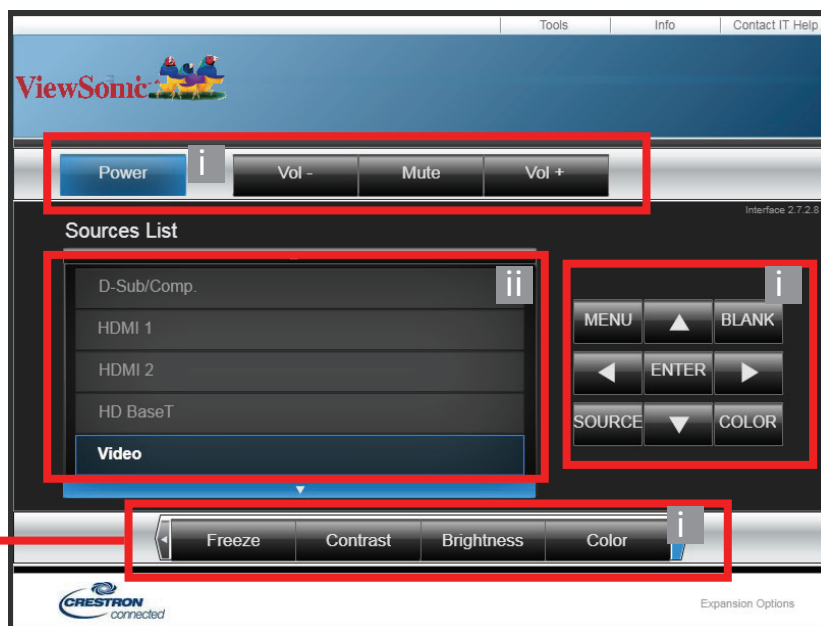 Tools Info Contact IT Help
ViewSonic
Power i Vol - Mute Vol +
Interface 2.7.2.8
Sources List
ii
D-Sub/Comp.
HDMI 1
HDMI 2
HD BaseT
Video
i
MENU BLANK
ENTER
SOURCE COLOR
Freeze Contrast Brightness Color i
CRESTRON
connected
Expansion Options